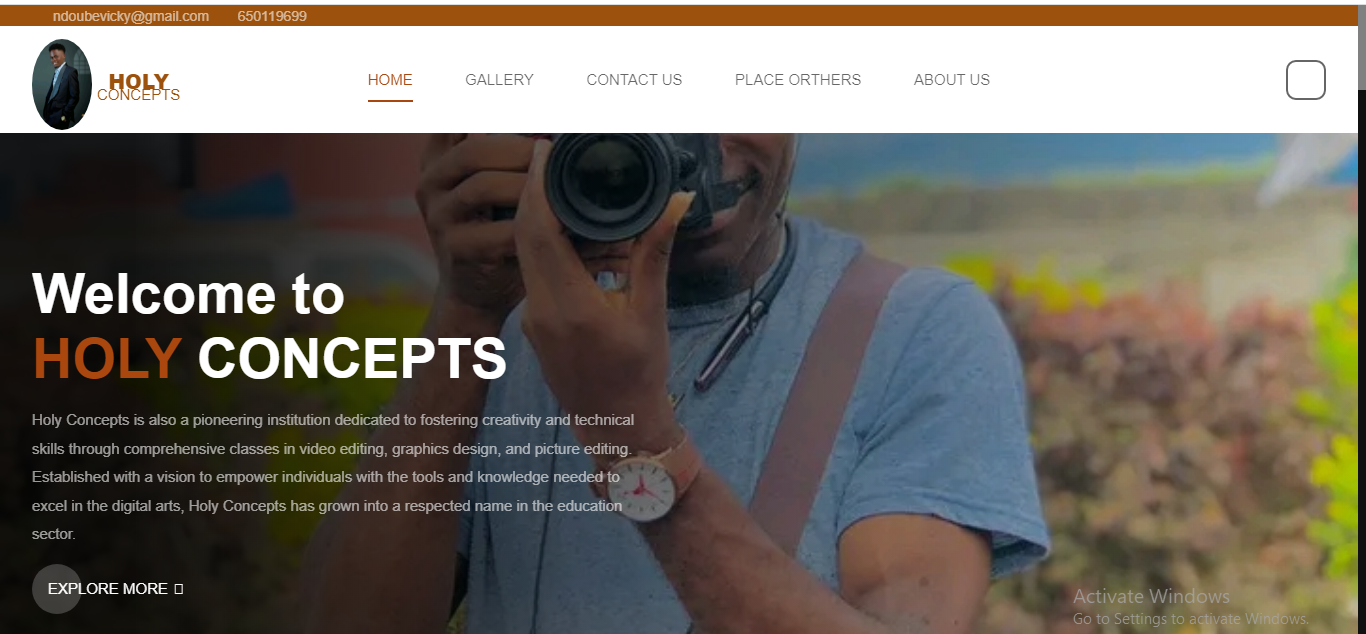 ndoubevicky@gmail.com 650119699
HOLY
CONCEPTS
HOME GALLERY CONTACT US PLACE ORTHERS ABOUT US
Welcome to
HOLY CONCEPTS
Holy Concepts is also a pioneering institution dedicated to fostering creativity and technical
skills through comprehensive classes in video editing, graphics design, and picture editing.
Established with a vision to empower individuals with the tools and knowledge needed to
excel in the digital arts, Holy Concepts has grown into a respected name in the education
sector.
EXPLORE MORE
Activate Windows
Go to Settings to activate Windows.